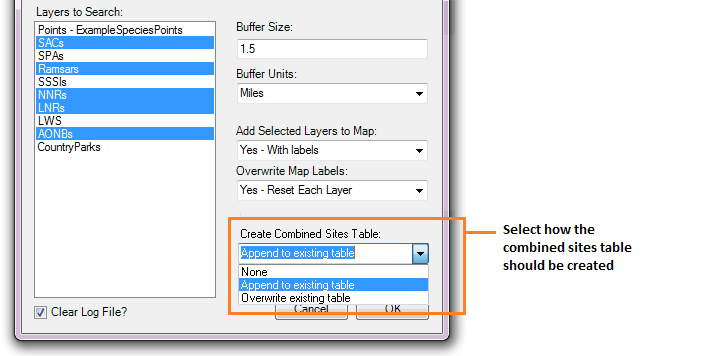 Layers to Search:
Points - ExampleSpeciesPoints
SACs
SPAs
Ramsars
SSSIs
NNRs
LNRs
LWS
AONBs
CountryParks
Clear Log File?
Buffer Size:
1.5
Buffer Units:
Miles
Add Selected Layers to Map:
Yes - With labels
Overwrite Map Labels:
Yes - Reset Each Layer
Create Combined Sites Table:
Append to existing table
None
Append to existing table
Overwrite existing table
Cancel
OK
Select how the
combined sites table
should be created